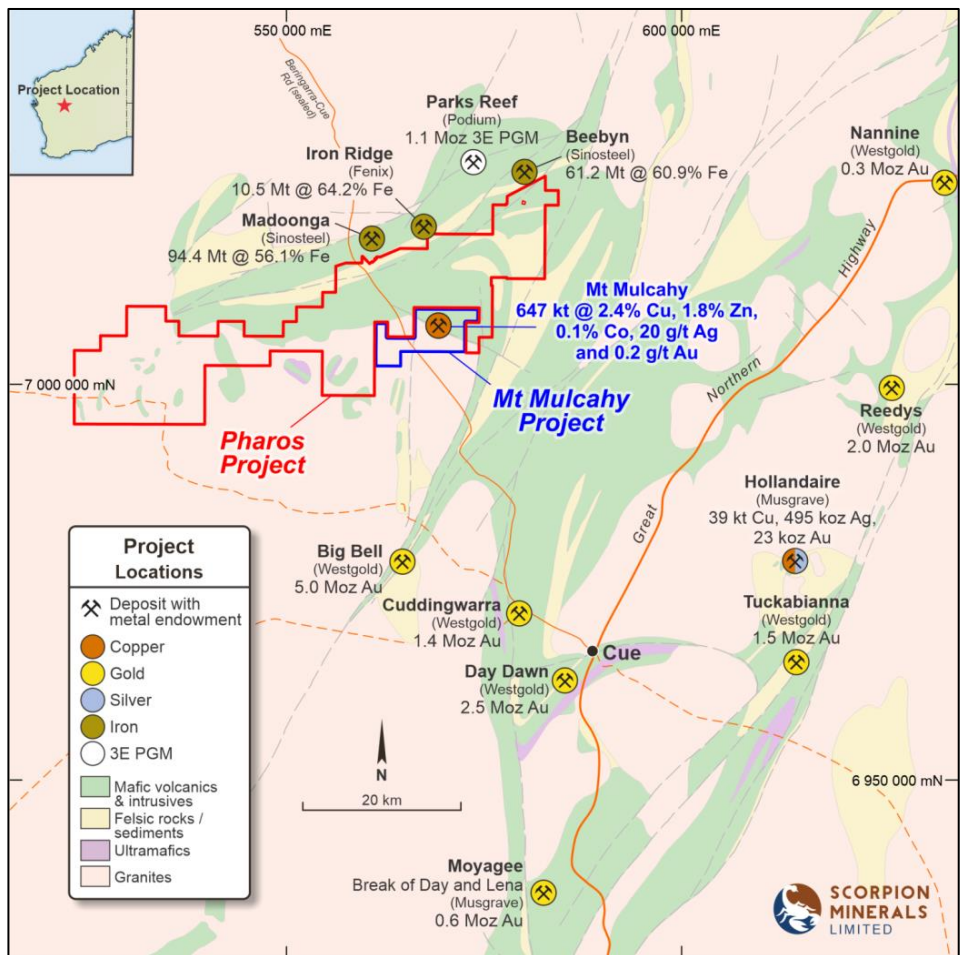 550 000 mE
600 000 mE
Project Location
Beringarra-Cue
Rd (sealed)
Parks Reef
(Podium)
1.1 Moz 3E PGM
Beebyn
(Sinosteel)
61.2 Mt @ 60.9% Fe
Nannine
(Westgold)
0.3 Moz Au
Iron Ridge
(Fenix)
10.5 Mt @ 64.2% Fe
Madoonga
(Sinosteel)
94.4 Mt @ 56.1% Fe
Highway
Mt Mulcahy
647 kt @ 2.4% Cu, 1.8% Zn,
0.1% Co, 20 g/t Ag
and 0.2 g/t Au
7 000 000 mN
Northern
Mt Mulcahy
Project
Reedys
(Westgold)
2.0 Moz Au
Pharos
Project
Hollandaire
(Musgrave)
39 kt Cu, 495 koz Ag,
23 koz Au
Great
Big Bell
(Westgold)
5.0 Moz Au
Cuddingwarra
(Westgold)
1.4 Moz Au
Tuckabianna
(Westgold)
1.5 Moz Au
Cue
Day Dawn
(Westgold)
2.5 Moz Au
Project
Locations
Deposit with
metal endowment
Copper
Gold
Silver
Iron
3E PGM
Mafic volcanics
& intrusives
Felsic rocks /
sediments
Ultramafics
Granites
N
20 km
6 950 000 mN
Moyagee
Break of Day and Lena
(Musgrave)
0.6 Moz Au
SCORPION
MINERALS
LIMITED